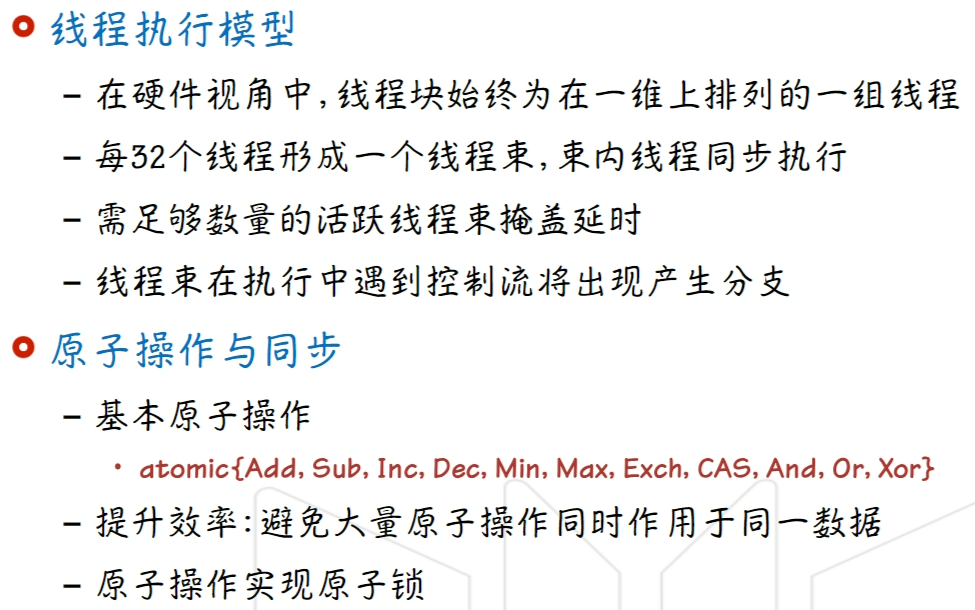 线程执行模型
– 在硬件视角中,线程块始终为在一维上排列的一组线程
– 每32个线程形成一个线程束,束内线程同步执行
– 需足够数量的活跃线程束掩盖延时
– 线程束在执行中遇到控制流将出现产生分支
原子操作与同步
– 基本原子操作
• atomic{Add, Sub, Inc, Dec, Min, Max, Exch, CAS, And, Or, Xor}
– 提升效率:避免大量原子操作同时作用于同一数据
– 原子操作实现原子锁